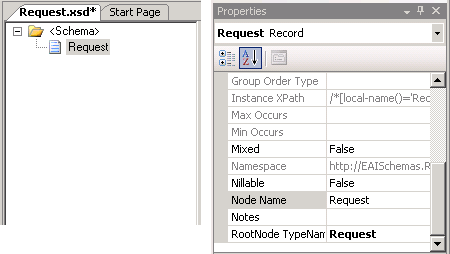 Request.xsd* Start Page
<Schema>
Request
Properties
Request Record
Group Order Type
Instance XPath /*[local-name()='Rec
Max Occurs
Min Occurs
Mixed False
Namespace http://EAISchemas.R
Nillable False
Node Name Request
Notes
RootNode TypeNam Request